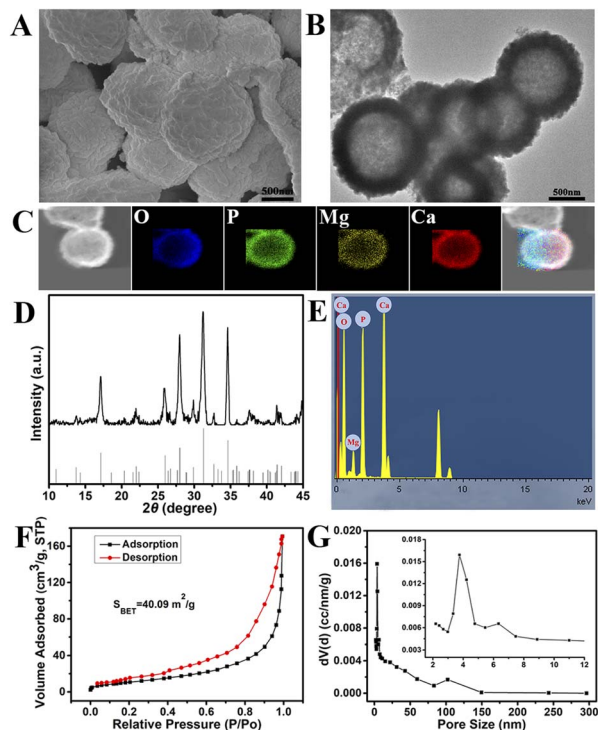 A
500nm
B
500nm
C
O
P
Mg
Ca
D
Intensity (a.u.)
10 15 20 25 30 35 40 45
2θ (degree)
E
Ca
O
P
Ca
Mg
0 5 10 15 20
keV
F
Volume Adsorbed (cm³/g, STP)
160
120
80
40
0
Adsorption
Desorption
S_BET=40.09 m²/g
0.0 0.2 0.4 0.6 0.8 1.0
Relative Pressure (P/Po)
G
dV(d) (cc/nm/g)
0.020
0.016
0.012
0.008
0.004
0.000
0.018
0.015
0.012
0.009
0.006
0.003
2 4 6 8 10 12
0 50 100 150 200 250 300
Pore Size (nm)